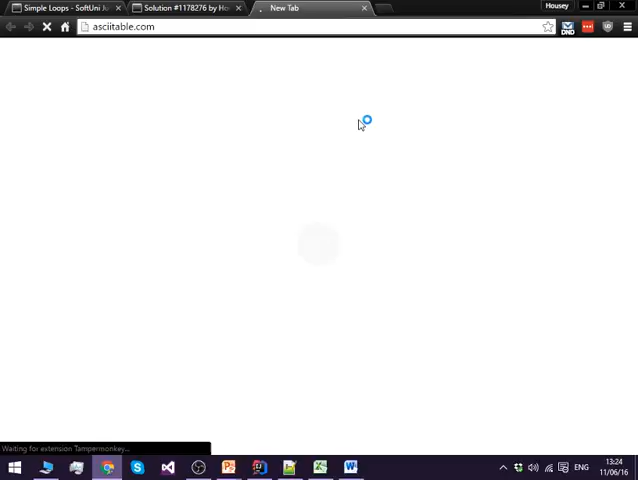 Simple Loops - SoftUni Ju
Solution #1178276 by Ho
New Tab
Housey
asciitable.com
DND
Waiting for extension Tampermonkey...
ENG
13:24
11/06/16